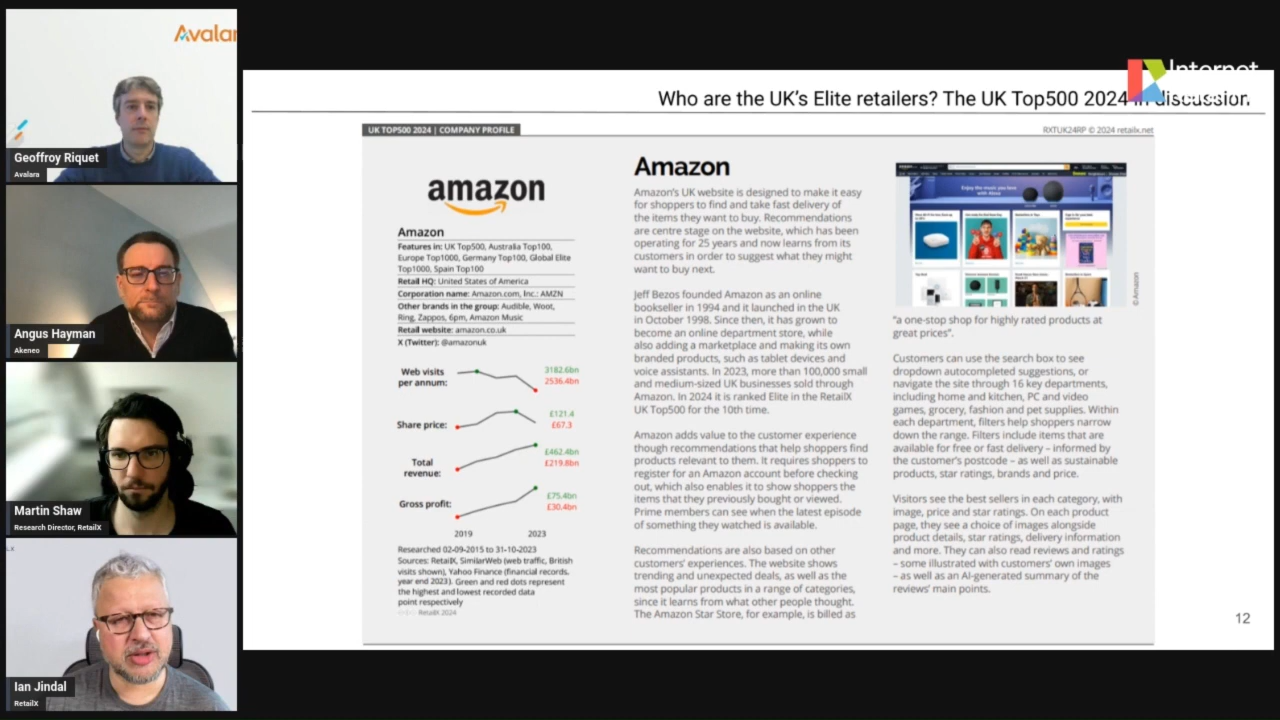 Avalar
Geoffroy Riquet
Avalara
Angus Hayman
Akeneo
Martin Shaw
Research Director, RetailX
Ian Jindal
RetailX
Internet
Who are the UK's Elite retailers? The UK Top500 2024 in discussion
UK TOP500 2024 | COMPANY PROFILE
RXTUK24RP © 2024 retailx.net
amazon
Amazon
Features in: UK Top500, Australia Top100,
Europe Top1000, Germany Top100, Global Elite
Top1000, Spain Top100
Retail HQ: United States of America
Corporation name: Amazon.com, Inc.: AMZN
Other brands in the group: Audible, Woot,
Ring, Zappos, 6pm, Amazon Music
Retail website: amazon.co.uk
X (Twitter): @amazonuk
Web visits
per annum:
3182.6bn
2536.4bn
Share price:
£121.4
£67.3
Total
revenue:
£462.4bn
£219.8bn
Gross profit:
£75.4bn
£30.4bn
2019 2023
Researched 02-09-2015 to 31-10-2023
Sources: RetailX, SimilarWeb (web traffic, British
visits shown), Yahoo Finance (financial records,
year end 2023). Green and red dots represent
the highest and lowest recorded data
point respectively
RetailX 2024
Amazon
Amazon's UK website is designed to make it easy
for shoppers to find and take fast delivery of
the items they want to buy. Recommendations
are centre stage on the website, which has been
operating for 25 years and now learns from its
customers in order to suggest what they might
want to buy next.
Jeff Bezos founded Amazon as an online
bookseller in 1994 and it launched in the UK
in October 1998. Since then, it has grown to
become an online department store, while
also adding a marketplace and making its own
branded products, such as tablet devices and
voice assistants. In 2023, more than 100,000 small
and medium-sized UK businesses sold through
Amazon. In 2024 it is ranked Elite in the RetailX
UK Top500 for the 10th time.
Amazon adds value to the customer experience
though recommendations that help shoppers find
products relevant to them. It requires shoppers to
register for an Amazon account before checking
out, which also enables it to show shoppers the
items that they previously bought or viewed.
Prime members can see when the latest episode
of something they watched is available.
Recommendations are also based on other
customers' experiences. The website shows
trending and unexpected deals, as well as the
most popular products in a range of categories,
since it learns from what other people thought.
The Amazon Star Store, for example, is billed as
Enjoy the music you
love with Alexa
© Amazon
"a one-stop shop for highly rated products at
great prices".
Customers can use the search box to see
dropdown autocompleted suggestions, or
navigate the site through 16 key departments,
including home and kitchen, PC and video
games, grocery, fashion and pet supplies. Within
each department, filters help shoppers narrow
down the range. Filters include items that are
available for free or fast delivery – informed by
the customer's postcode – as well as sustainable
products, star ratings, brands and price.
Visitors see the best sellers in each category, with
image, price and star ratings. On each product
page, they see a choice of images alongside
product details, star ratings, delivery information
and more. They can also read reviews and ratings
– some illustrated with customers' own images
– as well as an AI-generated summary of the
reviews' main points.
12